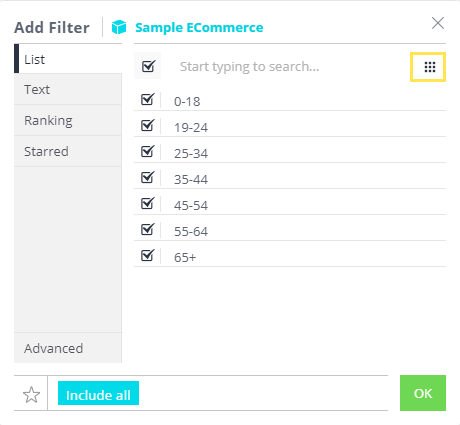 Add Filter Sample ECommerce
List
Text
Ranking
Starred
Advanced
Start typing to search...
0-18
19-24
25-34
35-44
45-54
55-64
65+
Include all
OK